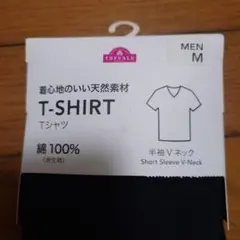 TOPVALU
MEN
M
着心地のいい天然素材
T-SHIRT
Tシャツ
綿100%
半袖Vネック
Short Sleeve V-Neck